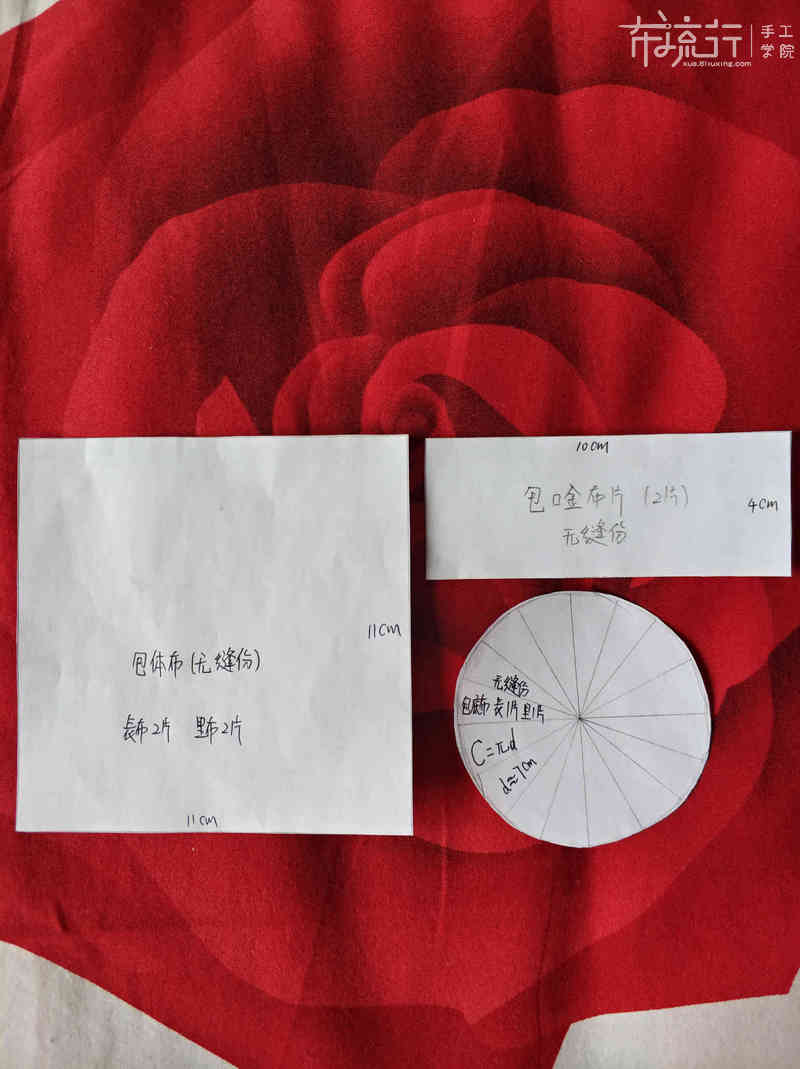 布流行
手工
学院
xue.bliuxing.com
10cm
包口金布片(2片)
无缝份
4cm
11cm
包体布(无缝份)
表布2片 里布2片
11cm
无缝份
包底布 表1片里1片
C=πd
d≈7cm